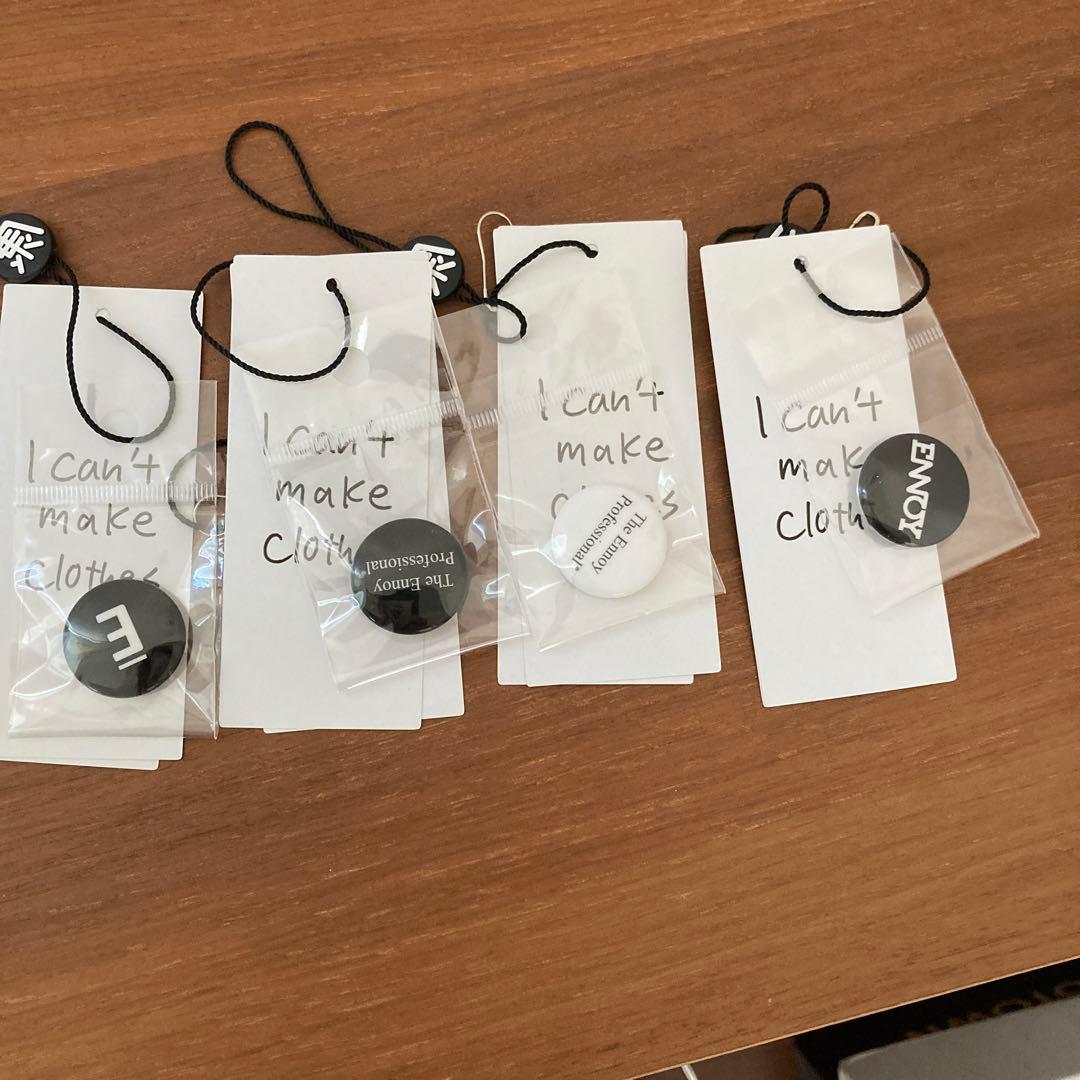 I can't
make
clothes
E
I can't
make
cloth
The Ennoy
Professional®
I can't
make
The Ennoy
Professional®
I can't
mak
cloth
ENNOY